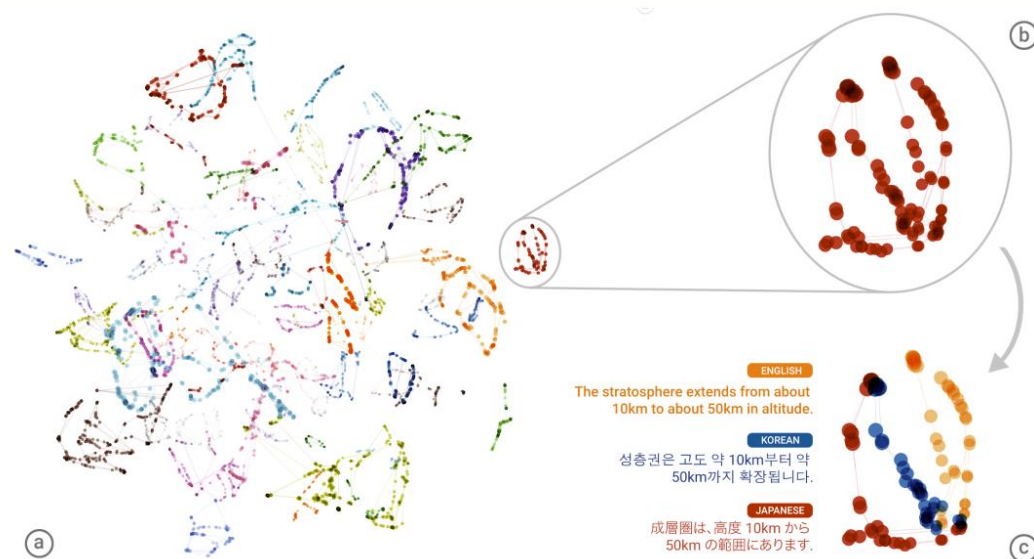 b
ENGLISH
The stratosphere extends from about
10km to about 50km in altitude.
KOREAN
성층권은 고도 약 10km부터 약
50km까지 확장됩니다.
JAPANESE
成層圏は、高度 10km から
50km の範囲にあります。
a
c